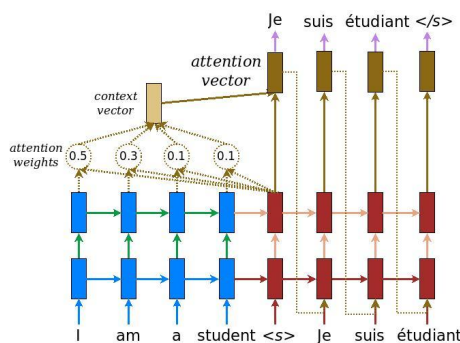 Je suis étudiant </s>
attention
vector
context
vector
attention
weights
0.5 0.3 0.1 0.1
I am a student <s> Je suis étudiant